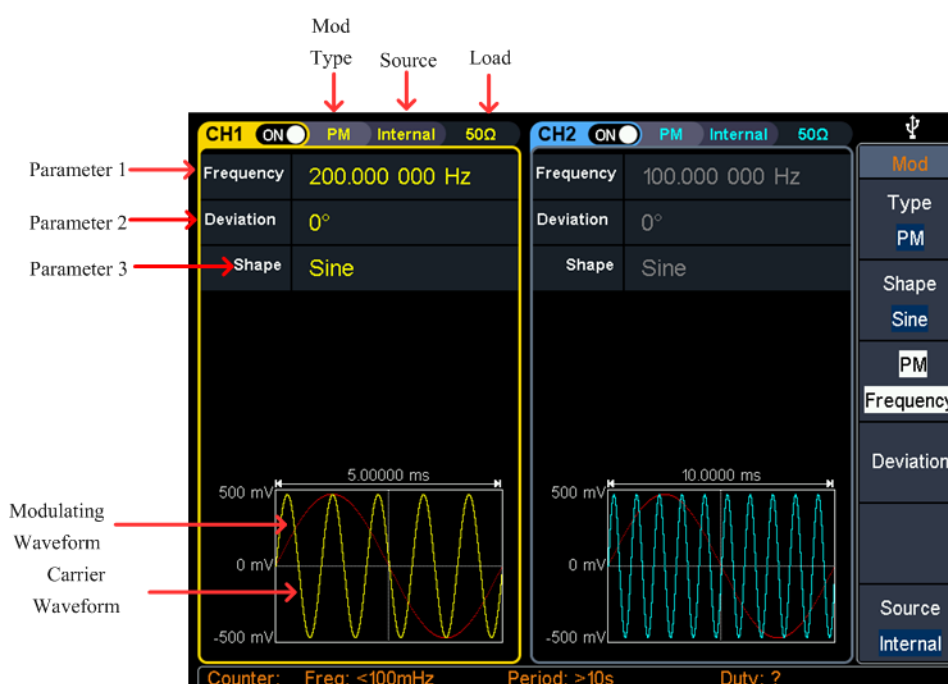 Mod
Type
Source
Load
CH1 ON PM Internal 50Ω
CH2 ON PM Internal 50Ω
Parameter 1
Frequency 200.000 000 Hz
Frequency 100.000 000 Hz
Parameter 2
Deviation 0°
Deviation 0°
Parameter 3
Shape Sine
Shape Sine
Mod
Type
PM
Shape
Sine
PM
Frequency
Deviation
Source
Internal
Modulating
Waveform
Carrier
Waveform
5.00000 ms
500 mV
0 mV
-500 mV
10.0000 ms
500 mV
0 mV
-500 mV
Counter: Freq: <100mHz Period: >10s Duty: ?